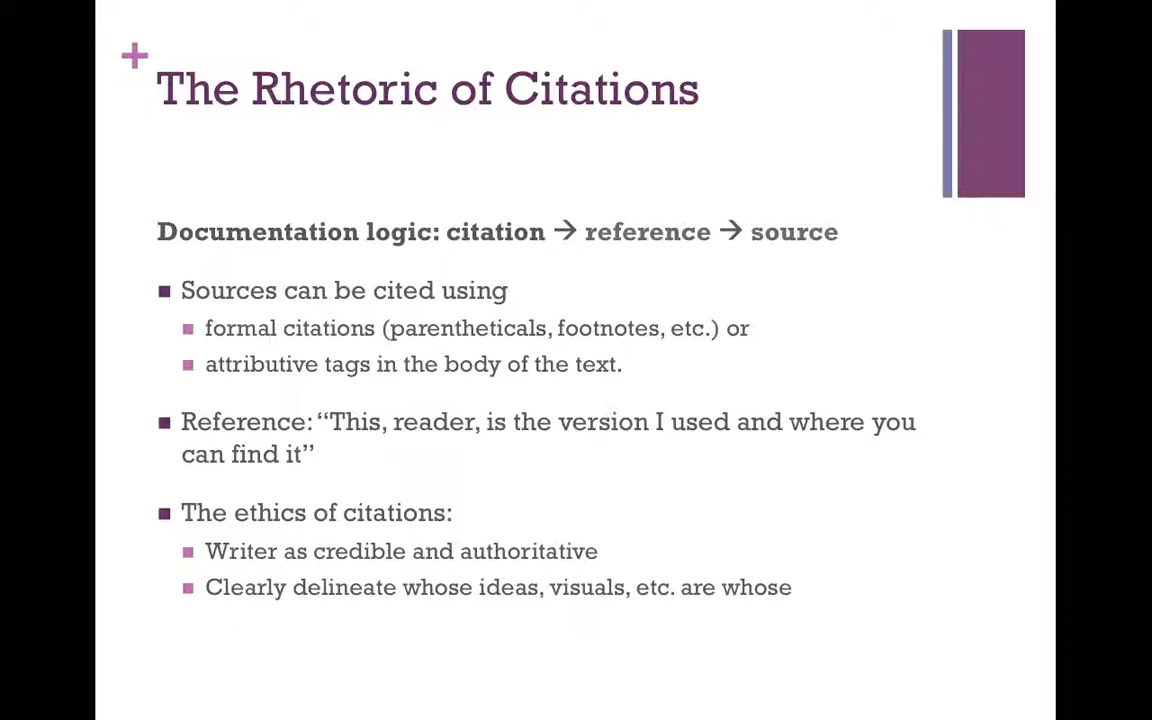 +
The Rhetoric of Citations
Documentation logic: citation → reference → source
■ Sources can be cited using
■ formal citations (parentheticals, footnotes, etc.) or
■ attributive tags in the body of the text.
■ Reference: “This, reader, is the version I used and where you
can find it”
■ The ethics of citations:
■ Writer as credible and authoritative
■ Clearly delineate whose ideas, visuals, etc. are whose